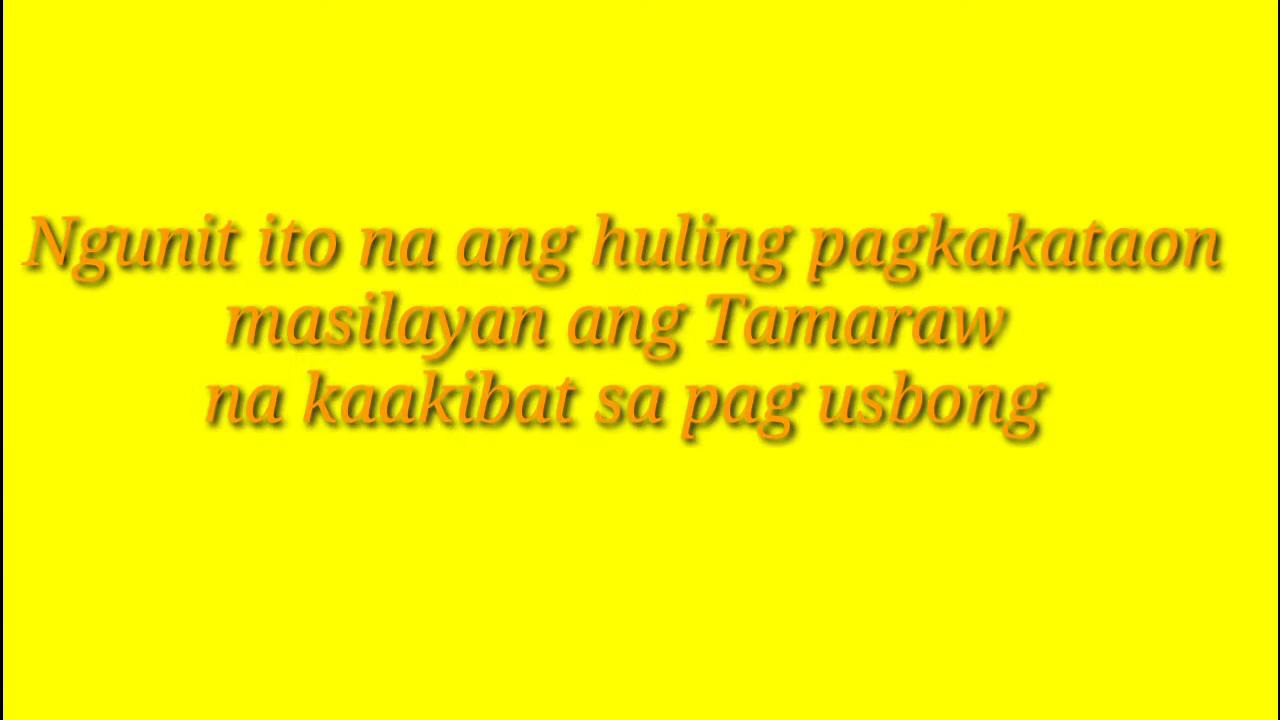 Ngunit ito na ang huling pagkakataon
masilayan ang Tamaraw
na kaakibat sa pag usbong